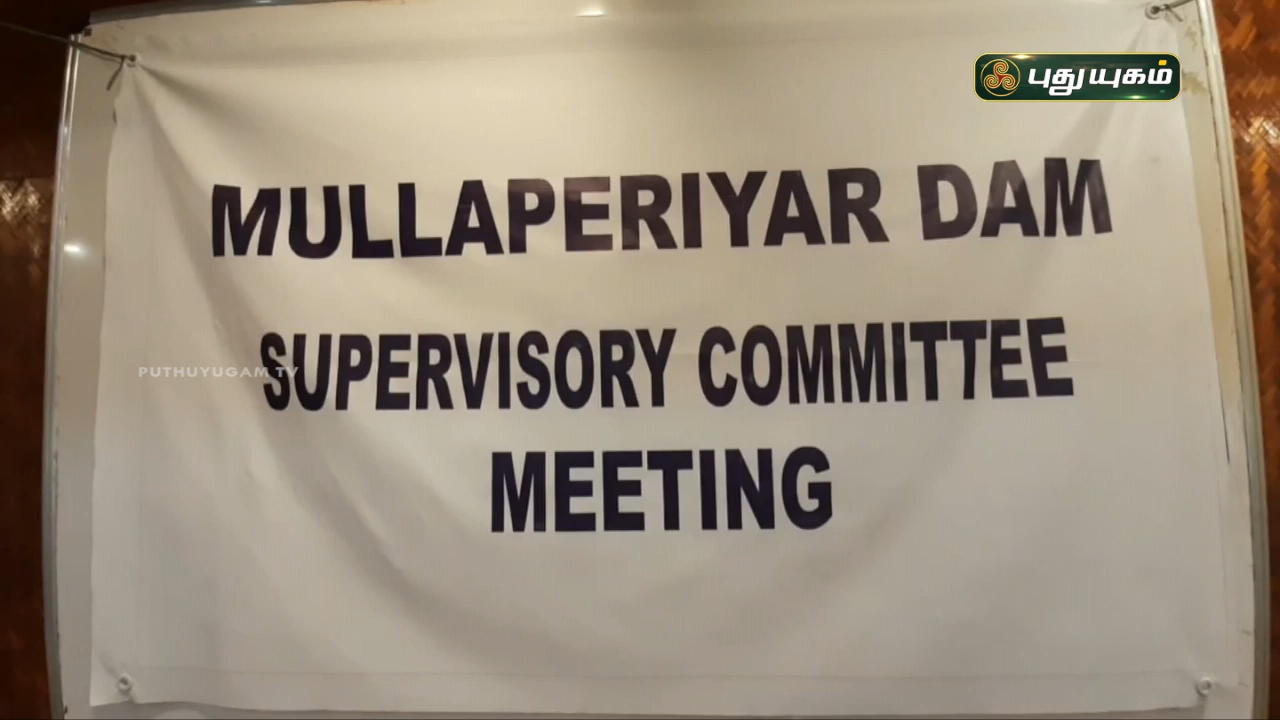 புதுயுகம்
MULLAPERIYAR DAM
SUPERVISORY COMMITTEE
PUTHUYUGAM TV
MEETING